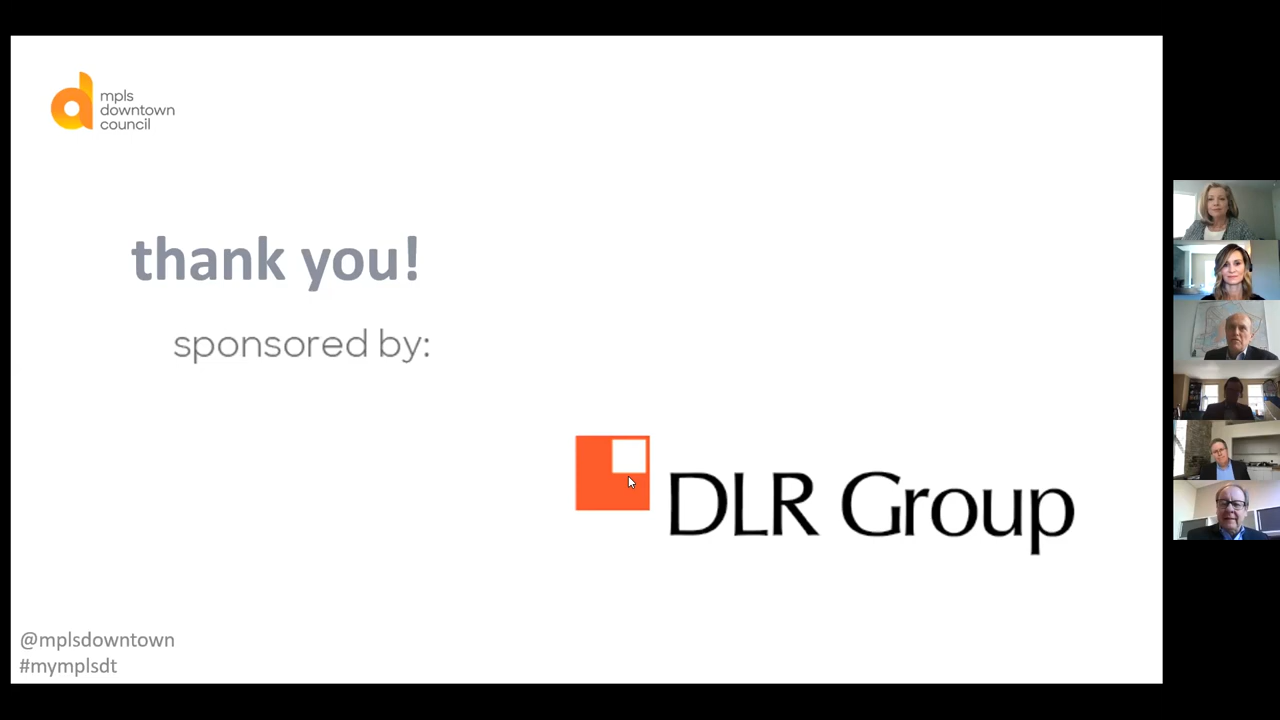 mpls
downtown
council
thank you!
sponsored by:
DLR Group
@mplsdowntown
#mymplsdt